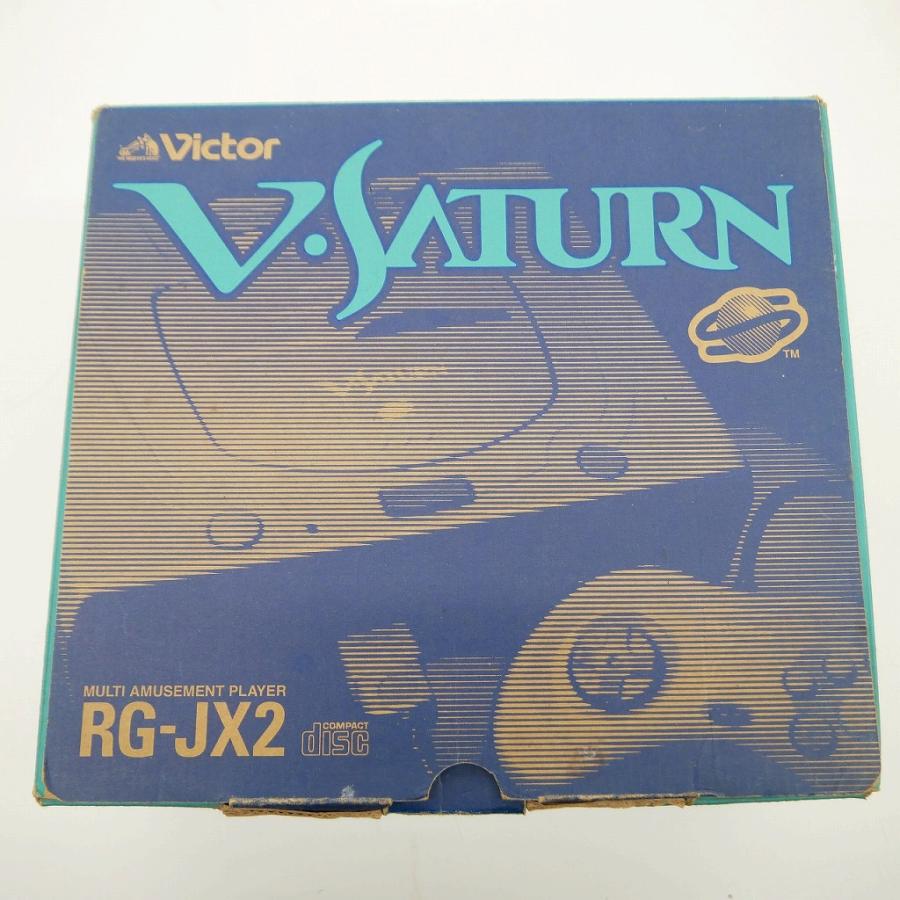 Victor
V·SATURN
TM
V·SATURN
MULTI AMUSEMENT PLAYER
RG-JX2
COMPACT
disc